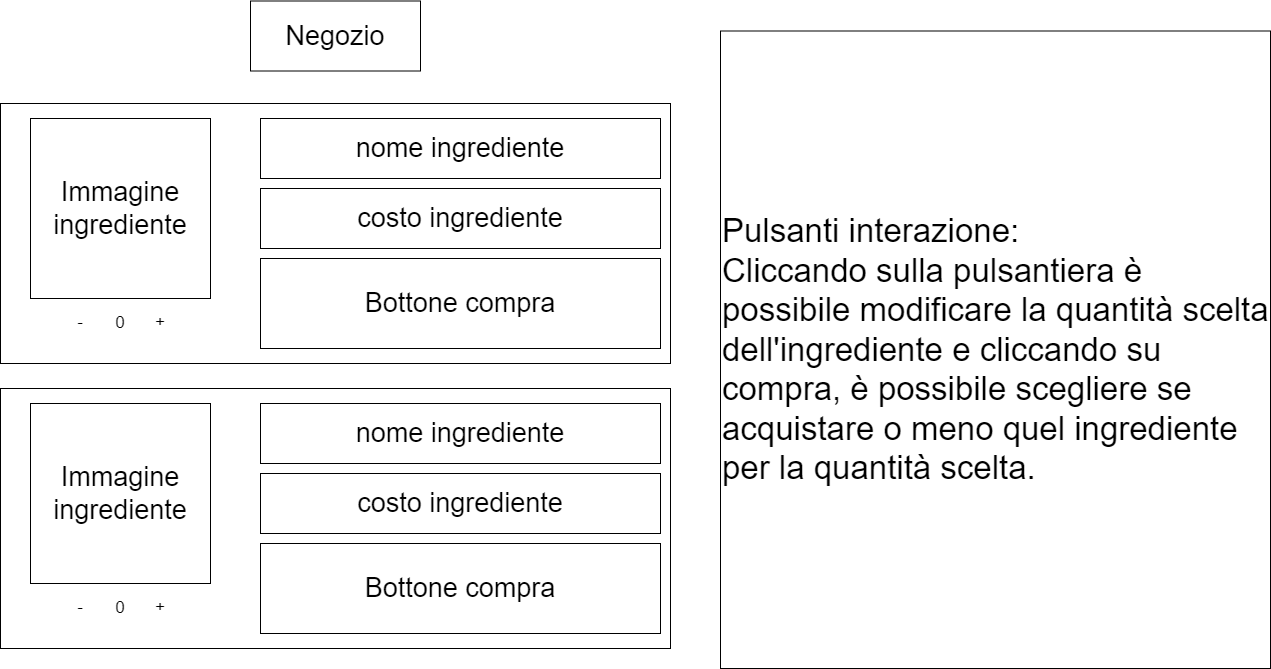 Negozio
Immagine
ingrediente
- 0 +
nome ingrediente
costo ingrediente
Bottone compra
Immagine
ingrediente
- 0 +
nome ingrediente
costo ingrediente
Bottone compra
Pulsanti interazione:
Cliccando sulla pulsantiera è
possibile modificare la quantità scelta
dell'ingrediente e cliccando su
compra, è possibile scegliere se
acquistare o meno quel ingrediente
per la quantità scelta.